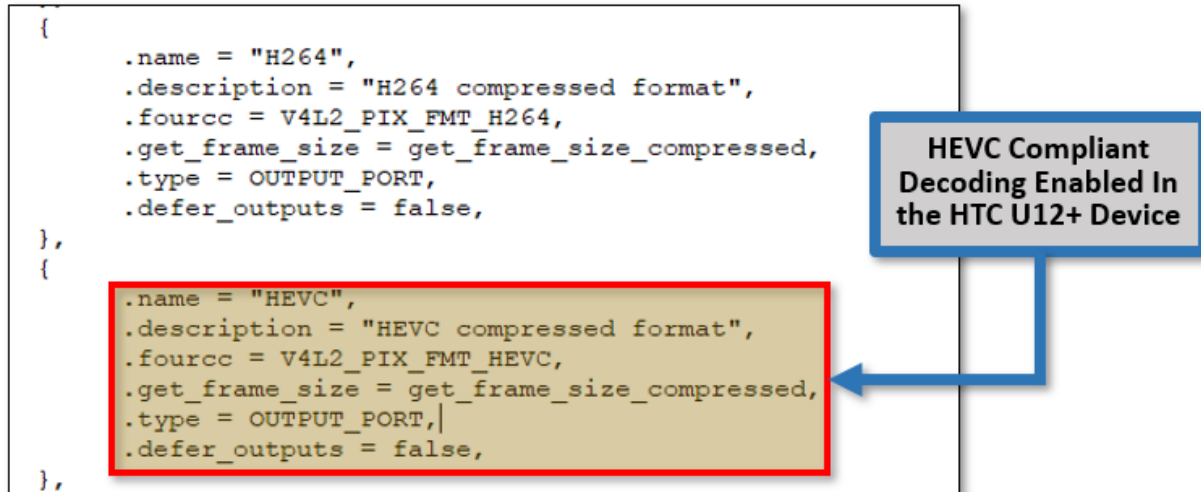 {
.name = "H264",
.description = "H264 compressed format",
.fourcc = V4L2_PIX_FMT_H264,
.get_frame_size = get_frame_size_compressed,
.type = OUTPUT_PORT,
.defer_outputs = false,
},
{
.name = "HEVC",
.description = "HEVC compressed format",
.fourcc = V4L2_PIX_FMT_HEVC,
.get_frame_size = get_frame_size_compressed,
.type = OUTPUT_PORT,
.defer_outputs = false,
},
HEVC Compliant
Decoding Enabled In
the HTC U12+ Device